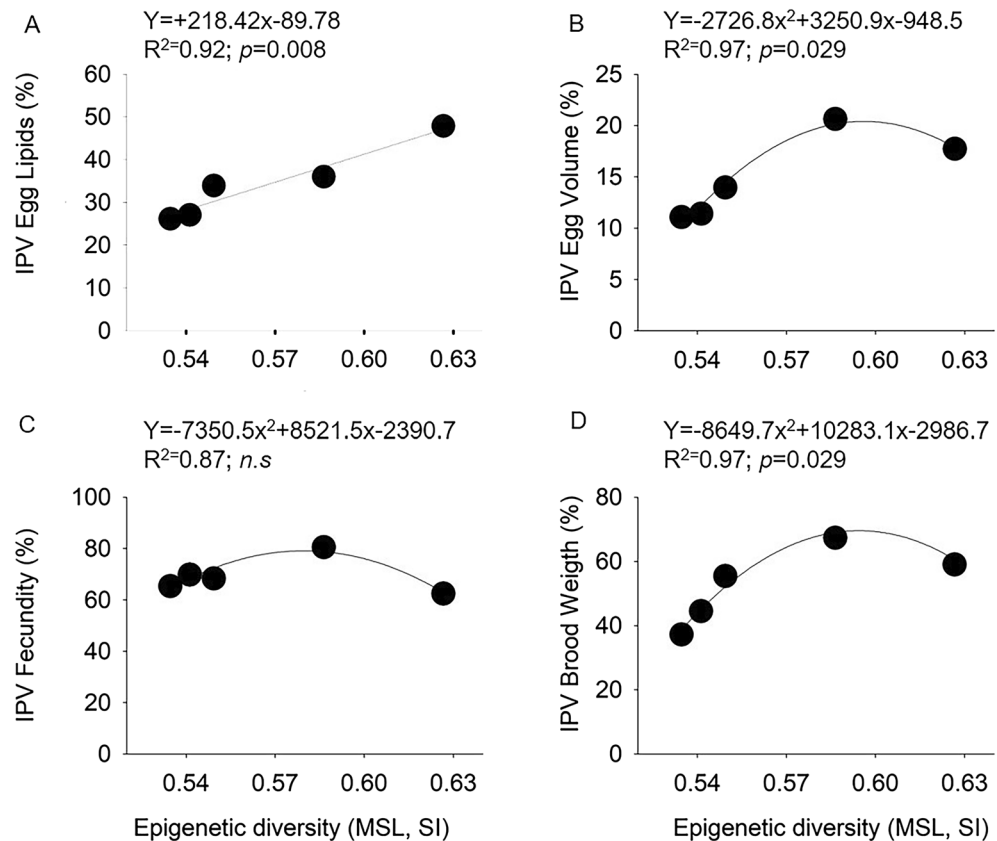 A
Y=+218.42x-89.78
R²⁼0.92; p=0.008
IPV Egg Lipids (%)
60
50
40
30
20
10
0
0.54 0.57 0.60 0.63
B
Y=-2726.8x²+3250.9x-948.5
R²⁼0.97; p=0.029
IPV Egg Volume (%)
25
20
15
10
5
0
0.54 0.57 0.60 0.63
C
Y=-7350.5x²+8521.5x-2390.7
R²⁼0.87; n.s
IPV Fecundity (%)
100
80
60
40
20
0
0.54 0.57 0.60 0.63
Epigenetic diversity (MSL, SI)
D
Y=-8649.7x²+10283.1x-2986.7
R²⁼0.97; p=0.029
IPV Brood Weigth (%)
80
60
40
20
0
0.54 0.57 0.60 0.63
Epigenetic diversity (MSL, SI)